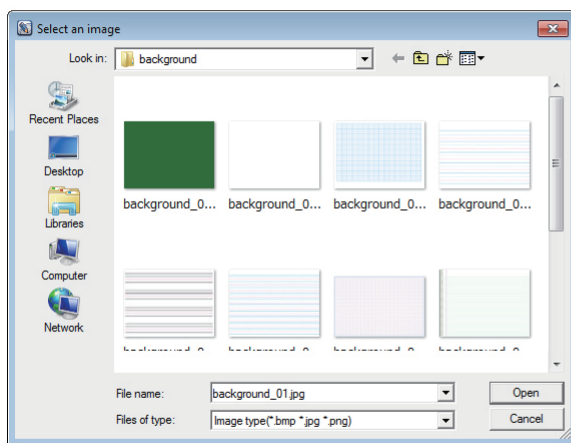 Select an image
Look in: background
Recent Places
Desktop
Libraries
Computer
Network
background_0... background_0... background_0... background_0...
File name: background_01.jpg Open
Files of type: Image type(*.bmp *.jpg *.png) Cancel